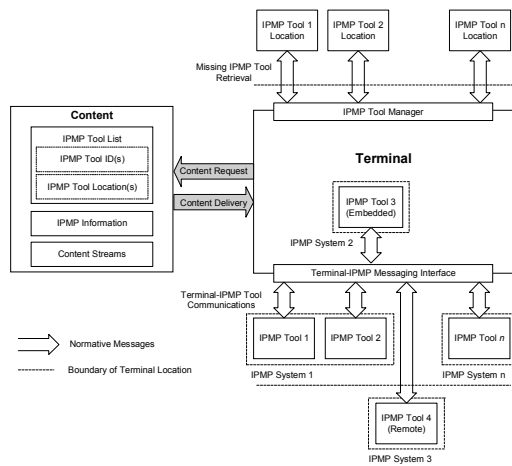 IPMP Tool 1
Location
IPMP Tool 2
Location
IPMP Tool n
Location
Missing IPMP Tool
Retrieval
IPMP Tool Manager
Content
IPMP Tool List
IPMP Tool ID(s)
IPMP Tool Location(s)
IPMP Information
Content Streams
Content Request
Content Delivery
Terminal
IPMP Tool 3
(Embedded)
IPMP System 2
Terminal-IPMP Messaging Interface
Terminal-IPMP Tool
Communications
IPMP Tool 1
IPMP Tool 2
IPMP Tool n
IPMP System 1
IPMP System n
IPMP Tool 4
(Remote)
IPMP System 3
Normative Messages
Boundary of Terminal Location